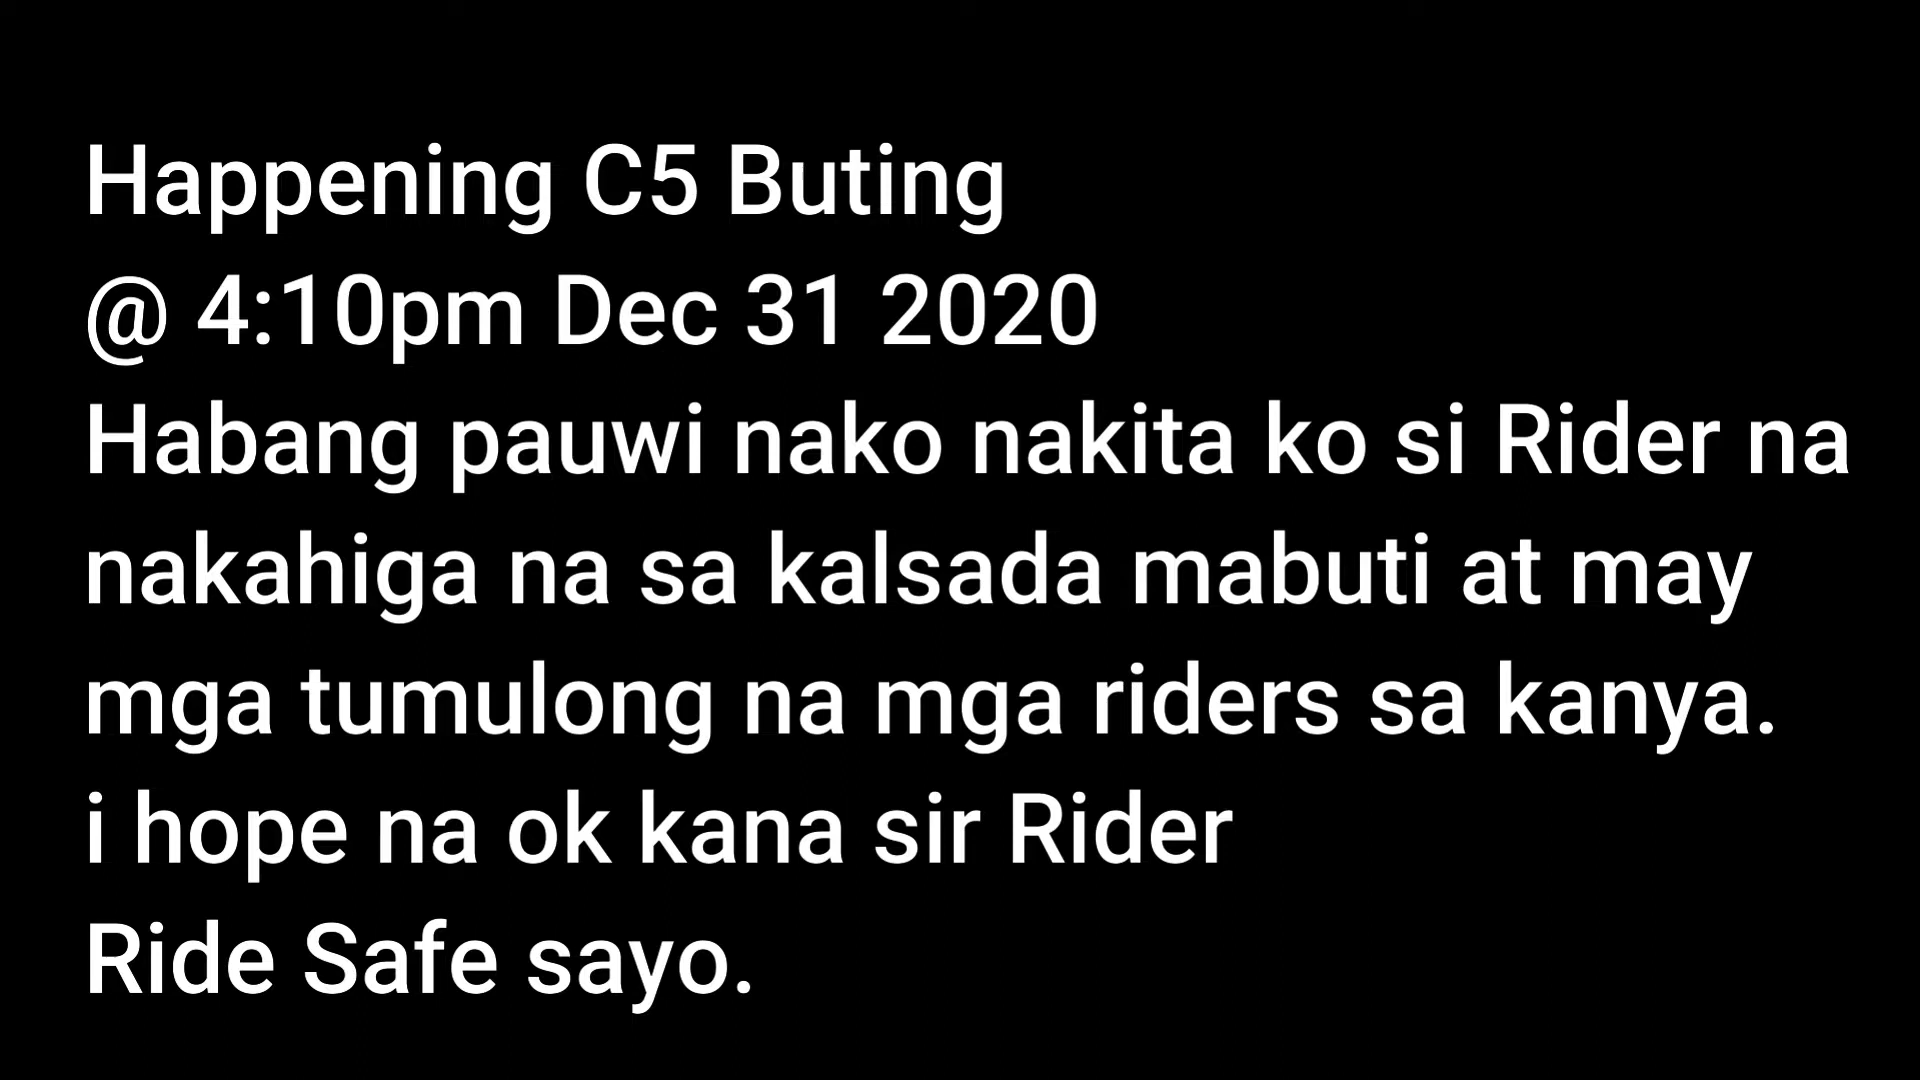 Happening C5 Buting
@ 4:10pm Dec 31 2020
Habang pauwi nako nakita ko si Rider na
nakahiga na sa kalsada mabuti at may
mga tumulong na mga riders sa kanya.
i hope na ok kana sir Rider
Ride Safe sayo.